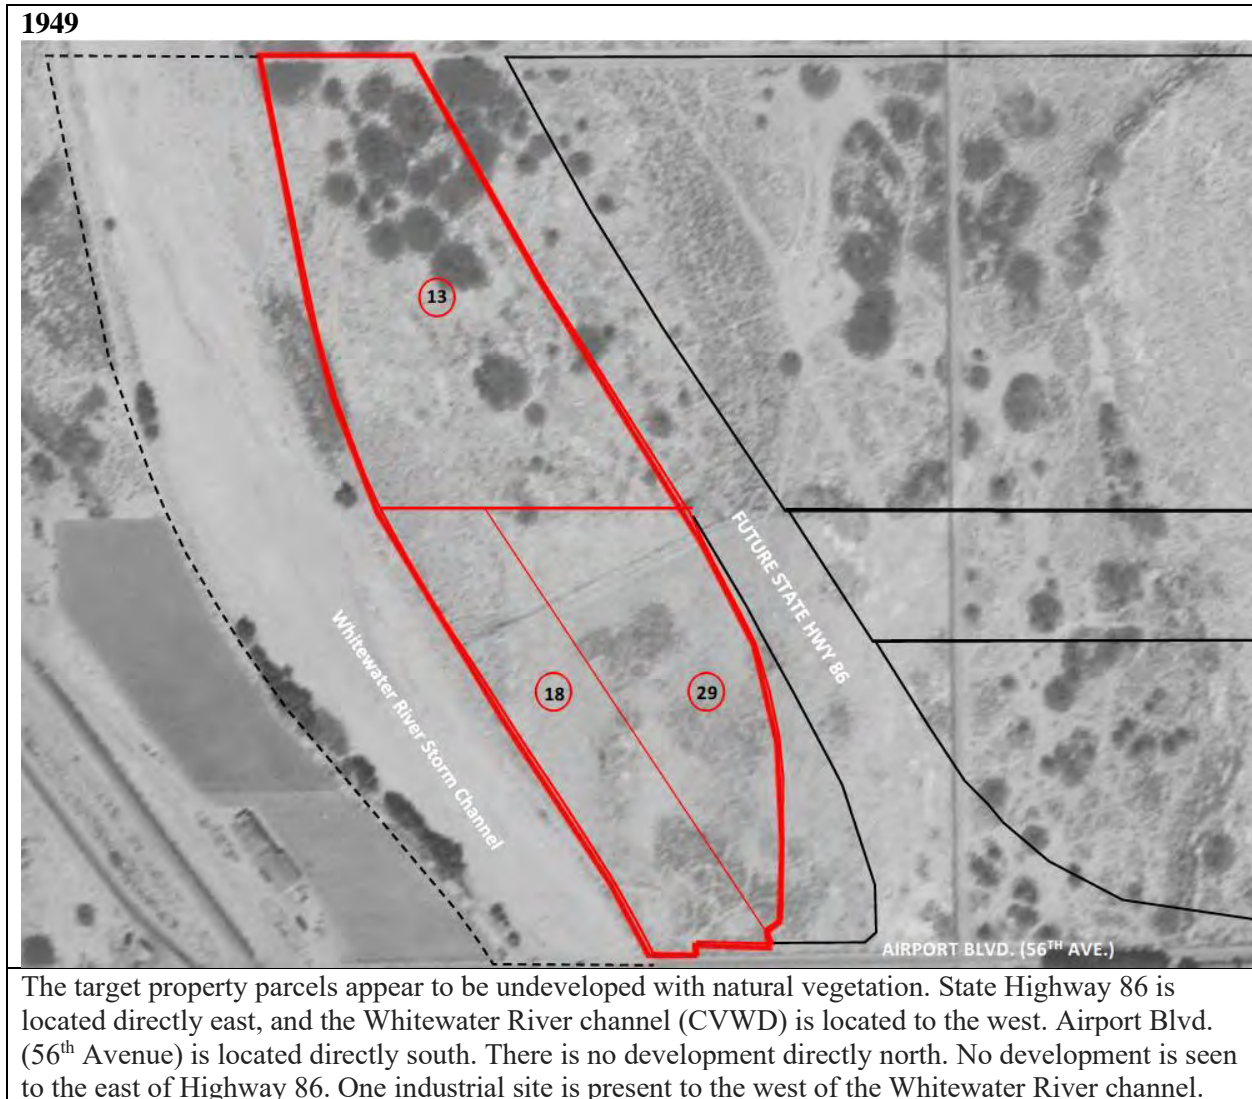 1949
13
FUTURE STATE HWY 86
Whitewater River Storm Channel
18
29
AIRPORT BLVD. (56TH AVE.)
The target property parcels appear to be undeveloped with natural vegetation. State Highway 86 is
located directly east, and the Whitewater River channel (CVWD) is located to the west. Airport Blvd.
(56th Avenue) is located directly south. There is no development directly north. No development is seen
to the east of Highway 86. One industrial site is present to the west of the Whitewater River channel.